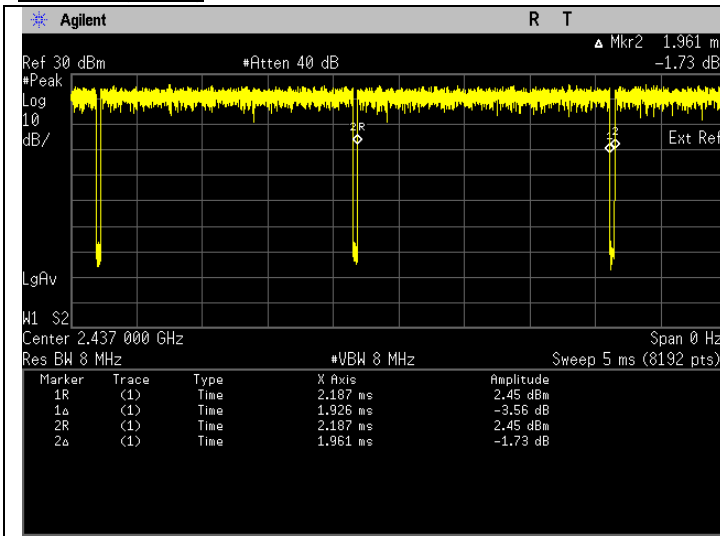 Agilent R T
Δ Mkr2 1.961 m
Ref 30 dBm #Atten 40 dB -1.73 dB
#Peak
Log
10
dB/
2R
12
Ext Ref
LgAv
W1 S2
Center 2.437 000 GHz Span 0 Hz
Res BW 8 MHz #VBW 8 MHz Sweep 5 ms (8192 pts)
Marker Trace Type X Axis Amplitude
1R (1) Time 2.187 ms 2.45 dBm
1Δ (1) Time 1.926 ms -3.56 dB
2R (1) Time 2.187 ms 2.45 dBm
2Δ (1) Time 1.961 ms -1.73 dB